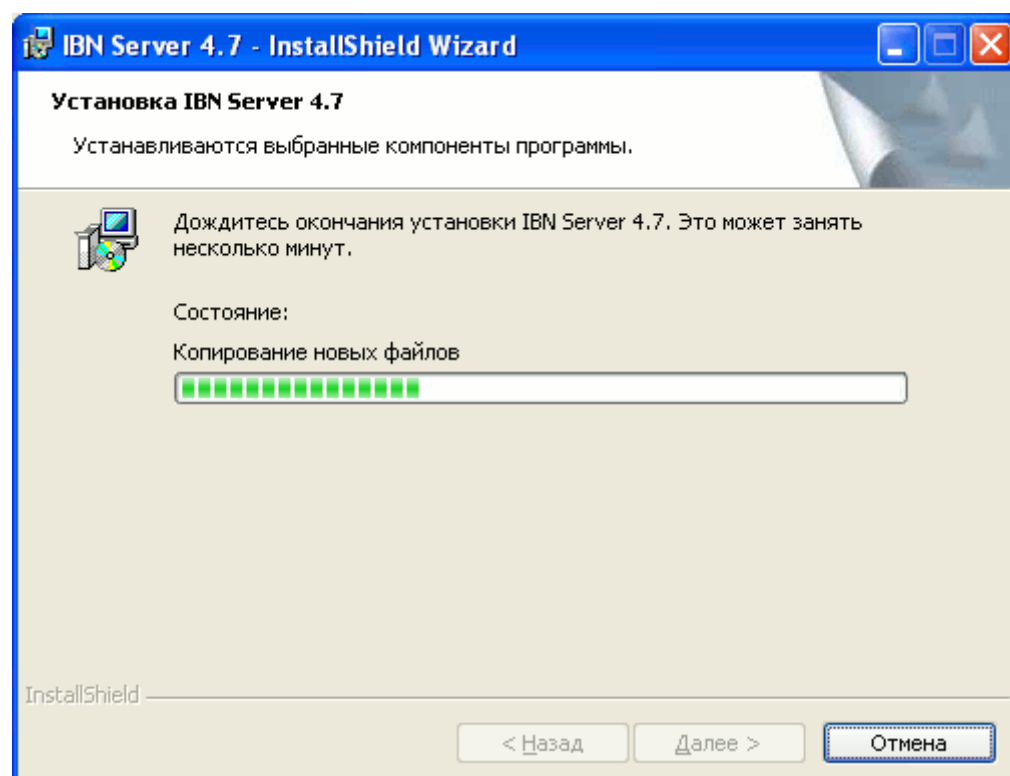 IBN Server 4.7 - InstallShield Wizard
Установка IBN Server 4.7
Устанавливаются выбранные компоненты программы.
Дождитесь окончания установки IBN Server 4.7. Это может занять
несколько минут.
Состояние:
Копирование новых файлов
InstallShield
< Назад Далее > Отмена